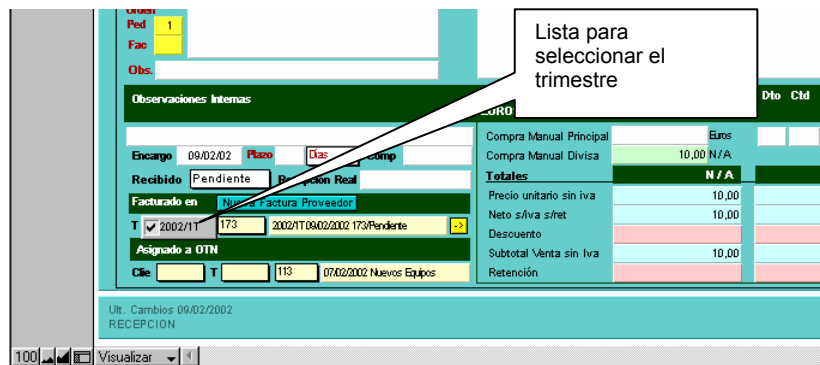 Orden
Ped 1
Fac
Obs.
Lista para
seleccionar el
trimestre
Observaciones Internas
EURO
Dto Ctd
Compra Manual Principal Euros
Encargo 09/02/02 Plazo Dias Comp
Compra Manual Divisa 10,00 N/A
Recibido Pendiente Recepción Real
Totales N/A
Facturado en Nueva Factura Proveedor
Precio unitario sin iva 10,00
T 2002/1T 173 2002/1T 09/02/2002 173/Pendiente ->
Neto s/iva s/ret 10,00
Descuento
Asignado a OTN
Subtotal Venta sin Iva 10,00
Clie T 113 07/02/2002 Nuevos Equipos
Retención
Ult. Cambios 09/02/2002
RECEPCION
100 Visualizar